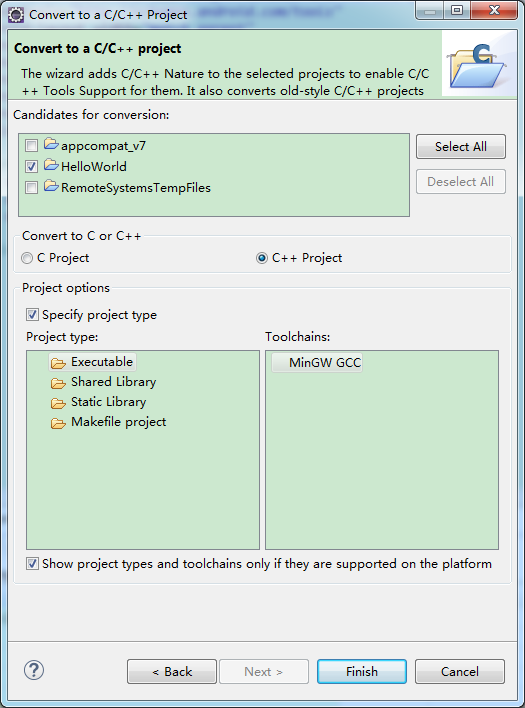 Convert to a C/C++ Project
android.com/tools"
Convert to a C/C++ project
The wizard adds C/C++ Nature to the selected projects to enable C/C
++ Tools Support for them. It also converts old-style C/C++ projects
Candidates for conversion:
appcompat_v7
HelloWorld
RemoteSystemsTempFiles
Select All
Deselect All
Convert to C or C++
C Project
C++ Project
Project options
Specify project type
Project type:
Toolchains:
Executable
Shared Library
Static Library
Makefile project
MinGW GCC
Show project types and toolchains only if they are supported on the platform
?
< Back
Next >
Finish
Cancel